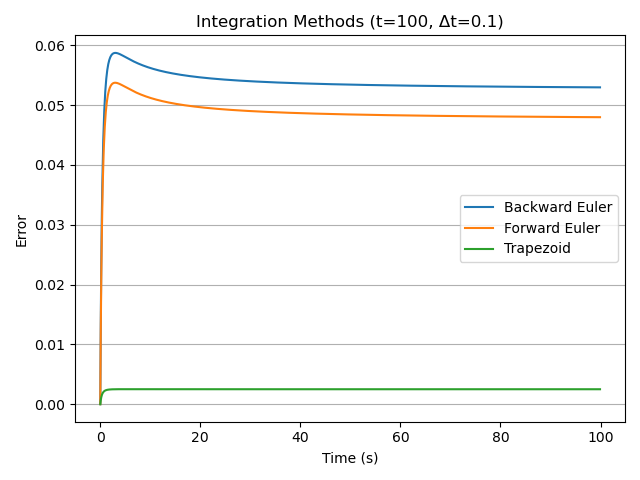 Integration Methods (t=100, Δt=0.1)
0.06
0.05
0.04
0.03
0.02
0.01
0.00
Error
Backward Euler
Forward Euler
Trapezoid
0 20 40 60 80 100
Time (s)